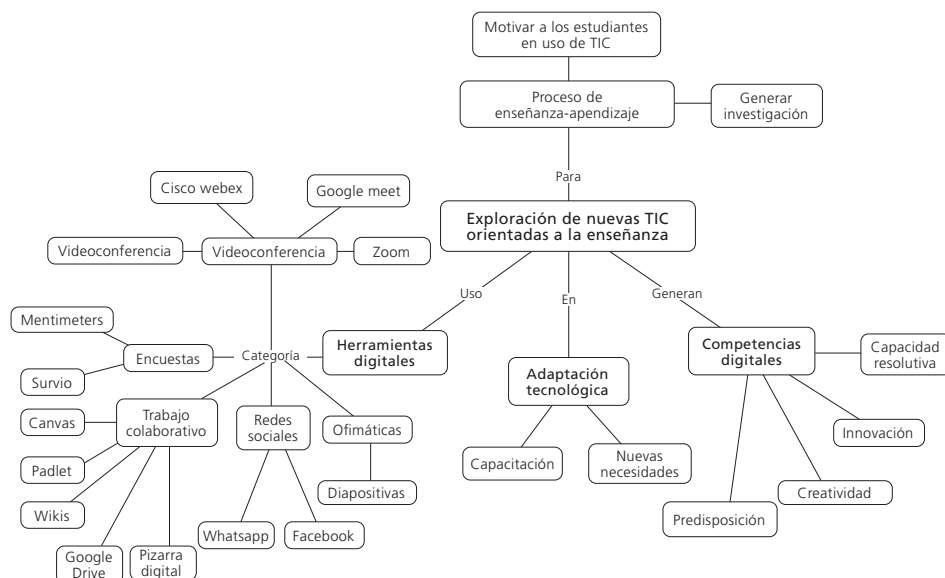 Motivar a los estudiantes
en uso de TIC
Proceso de
enseñanza-apendizaje
Generar
investigación
Para
Cisco webex
Google meet
Exploración de nuevas TIC
orientadas a la enseñanza
Videoconferencia
Videoconferencia
Zoom
Uso
En
Generan
Mentimeters
Encuestas
Categoría
Herramientas
digitales
Competencias
digitales
Capacidad
resolutiva
Survio
Adaptación
tecnológica
Canvas
Trabajo
colaborativo
Redes
sociales
Ofimáticas
Innovación
Padlet
Capacitación
Nuevas
necesidades
Diapositivas
Creatividad
Wikis
Whatsapp
Facebook
Predisposición
Google
Drive
Pizarra
digital